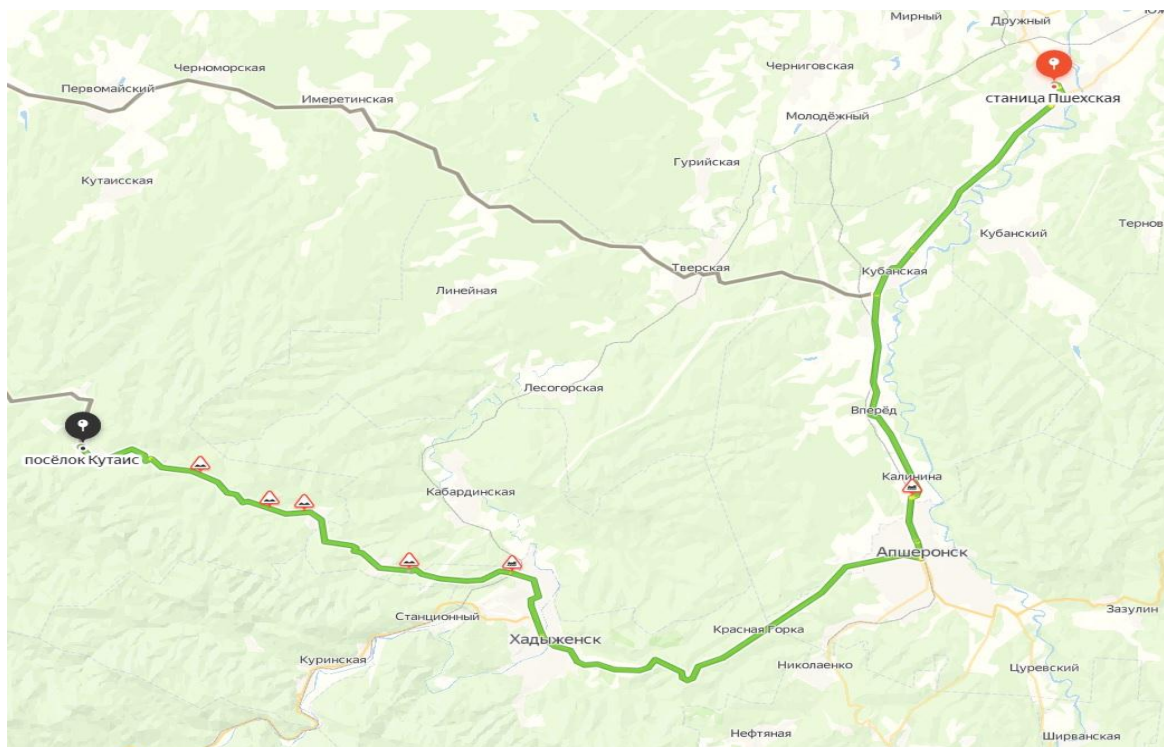 Мирный
Дружный
Черноморская
Черниговская
Первомайский
Имеретинская
станица Пшехская
Молодёжный
Гурийская
Кутаисская
Кубанский
Тверская
Кубанская
Линейная
Лесогорская
Вперёд
посёлок Кутаис
Калинина
Кабардинская
Апшеронск
Станционный
Зазулин
Красная Горка
Хадыженск
Куринская
Николаенко
Цуревский
Нефтяная
Ширванская